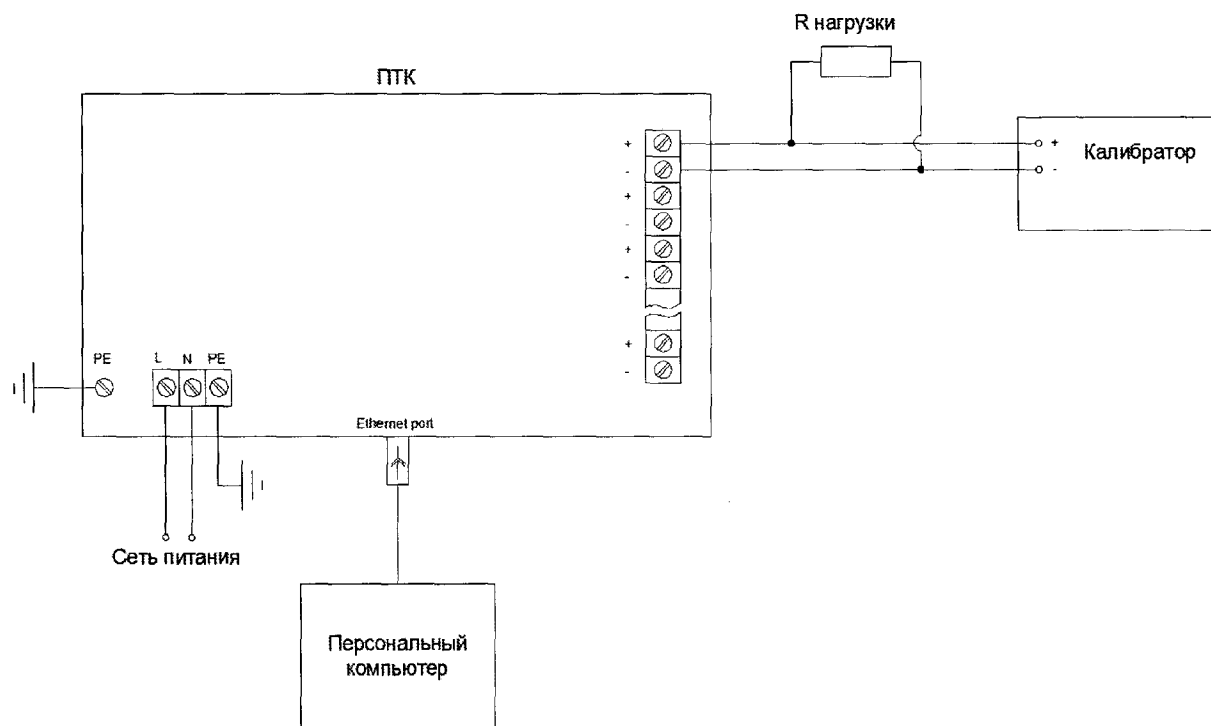 R нагрузки
ПТК
+
-
+
-
+
-
+
-
+
-
Калибратор
PE
L N PE
Ethernet port
Сеть питания
Персональный
компьютер